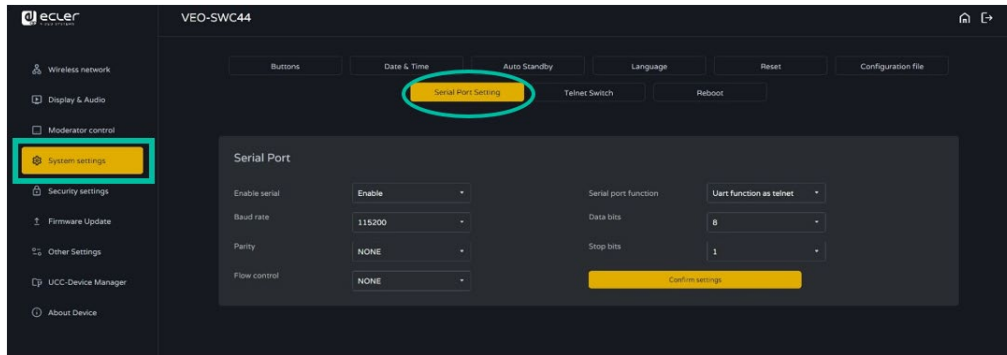 ecler
VEO-SWC44
Wireless network
Display & Audio
Moderator control
System settings
Security settings
Firmware Update
Other Settings
UCC-Device Manager
About Device
Buttons
Date & Time
Auto Standby
Language
Reset
Configuration file
Serial Port Setting
Telnet Switch
Reboot
Serial Port
Enable serial
Enable
Serial port function
Uart function as telnet
Baud rate
115200
Data bits
8
Parity
NONE
Stop bits
1
Flow control
NONE
Confirm settings